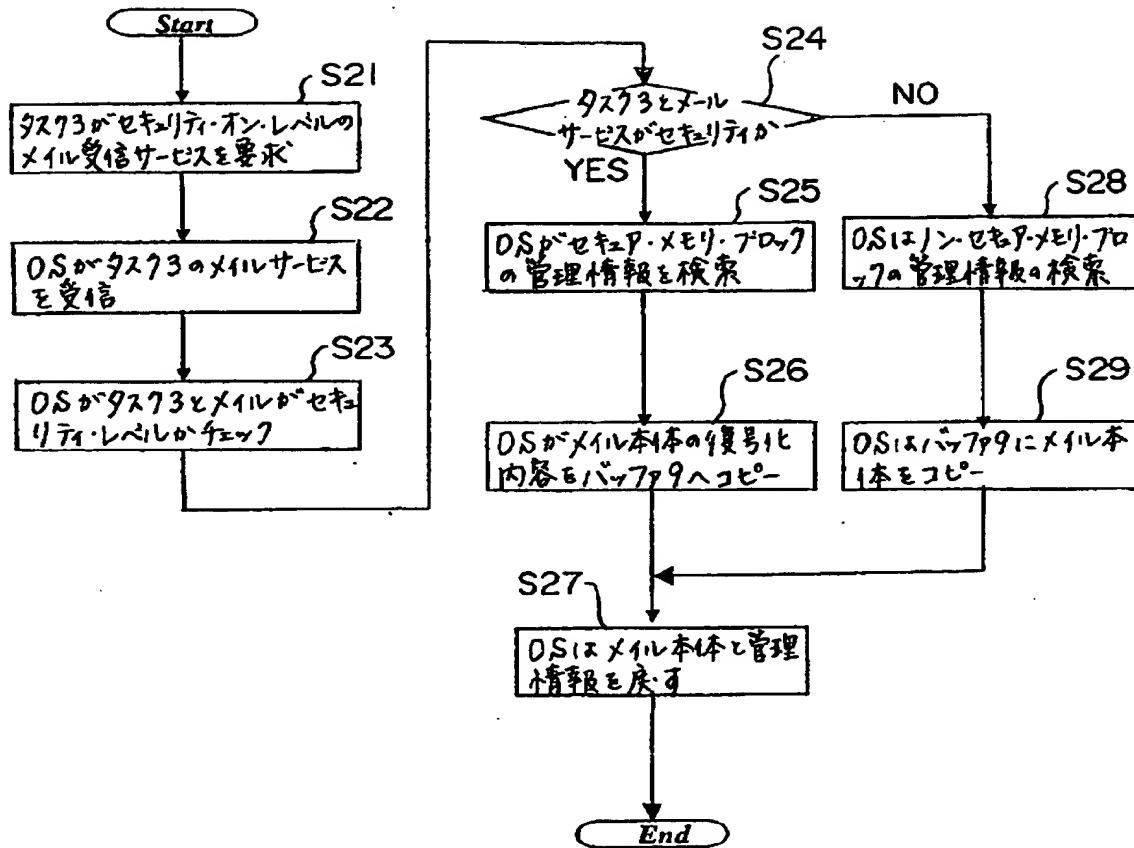 Start
S21
タスク3がセキュリティ・オン・レベルの
メイル受信サービスを要求
S22
OSがタスク3のメイルサービス
を受信
S23
OSがタスク3とメイルがセキュ
リティ・レベルかチェック
S24
タスク3とメール
サービスがセキュリティか
NO
YES
S25
OSがセキュア・メモリ・ブロック
の管理情報を検索
S28
OSはノン・セキュア・メモリ・ブロ
ックの管理情報の検索
S26
OSがメイル本体の復号化
内容をバッファ9へコピー
S29
OSはバッファ9にメイル本
体をコピー
S27
OSはメイル本体と管理
情報を戻す
End